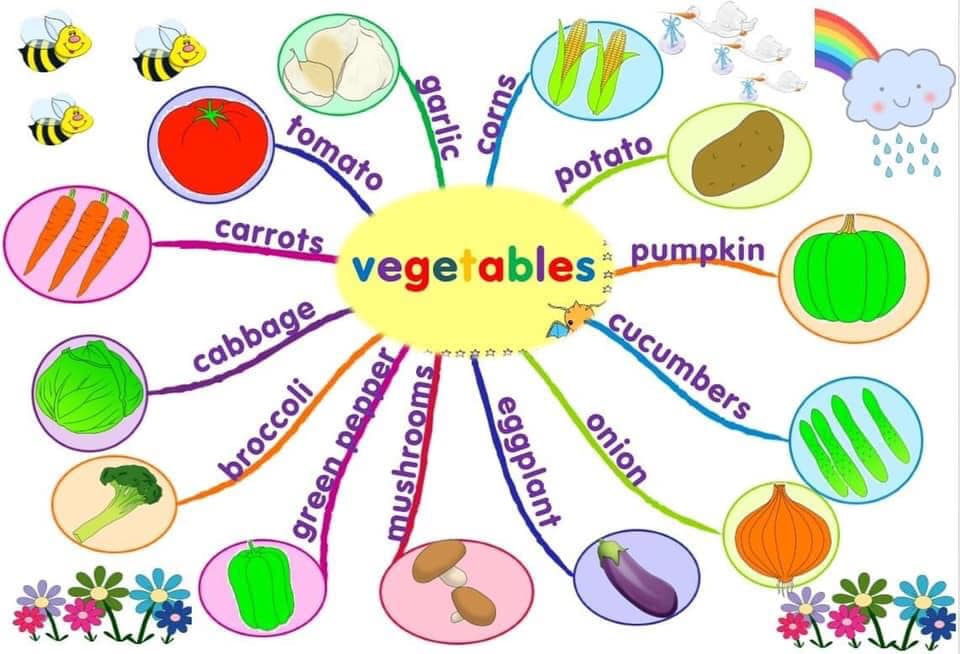 vegetables
garlic
corns
potato
pumpkin
cucumbers
onion
eggplant
mushrooms
green pepper
broccoli
cabbage
carrots
tomato